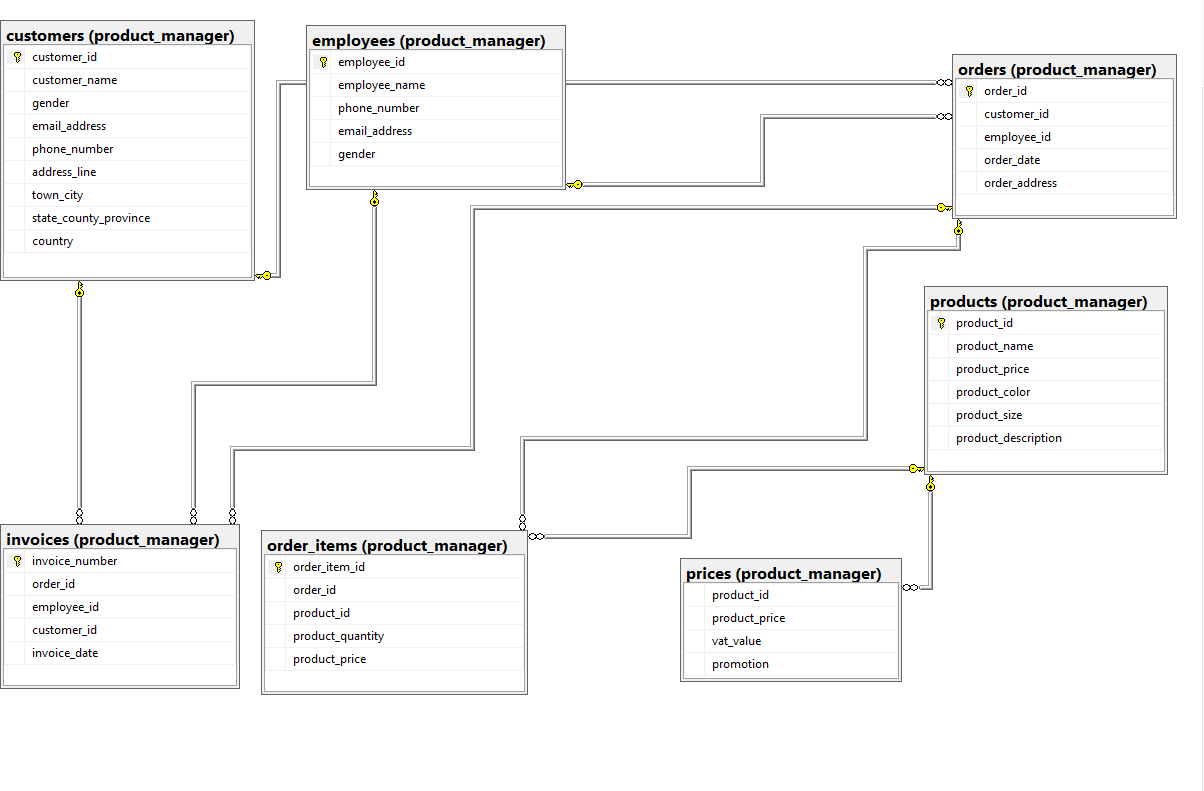 customers (product_manager)
customer_id
customer_name
gender
email_address
phone_number
address_line
town_city
state_county_province
country
employees (product_manager)
employee_id
employee_name
phone_number
email_address
gender
orders (product_manager)
order_id
customer_id
employee_id
order_date
order_address
products (product_manager)
product_id
product_name
product_price
product_color
product_size
product_description
invoices (product_manager)
invoice_number
order_id
employee_id
customer_id
invoice_date
order_items (product_manager)
order_item_id
order_id
product_id
product_quantity
product_price
prices (product_manager)
product_id
product_price
vat_value
promotion